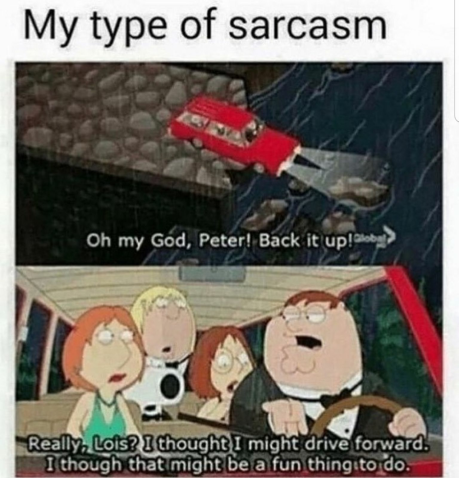 My type of sarcasm
Oh my God, Peter! Back it up! Global
Really, Lois? I thought I might drive forward.
I though that might be a fun thing to do.